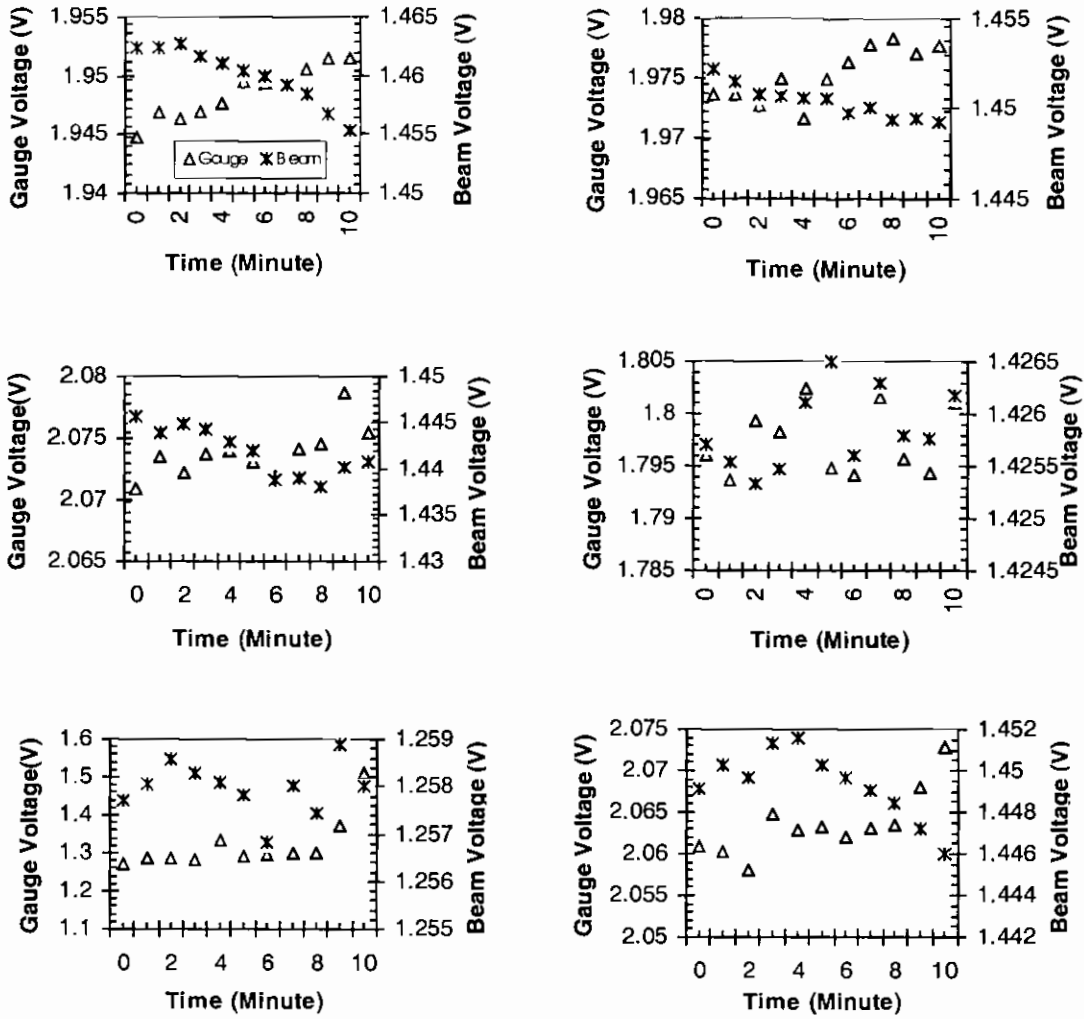 Gauge Voltage (V)
1.955
1.95
1.945
1.94
1.465
1.46
1.455
1.45
Beam Voltage (V)
Gauge Beam
0 2 4 6 8 10
Time (Minute)
Gauge Voltage (V)
1.98
1.975
1.97
1.965
1.455
1.45
1.445
Beam Voltage (V)
0 2 4 6 8 10
Time (Minute)
Gauge Voltage(V)
2.08
2.075
2.07
2.065
1.45
1.445
1.440
1.435
1.43
Beam Voltage (V)
0 2 4 6 8 10
Time (Minute)
Gauge Voltage (V)
1.805
1.8
1.795
1.79
1.785
1.4265
1.426
1.4255
1.425
1.4245
Beam Voltage (V)
0 2 4 6 8 10
Time (Minute)
Gauge Voltage(V)
1.6
1.5
1.4
1.3
1.2
1.1
1.259
1.258
1.257
1.256
1.255
Beam Voltage (V)
0 2 4 6 8 10
Time (Minute)
Gauge Voltage (V)
2.075
2.07
2.065
2.06
2.055
2.05
1.452
1.45
1.448
1.446
1.444
1.442
Beam Voltage (V)
0 2 4 6 8 10
Time (Minute)